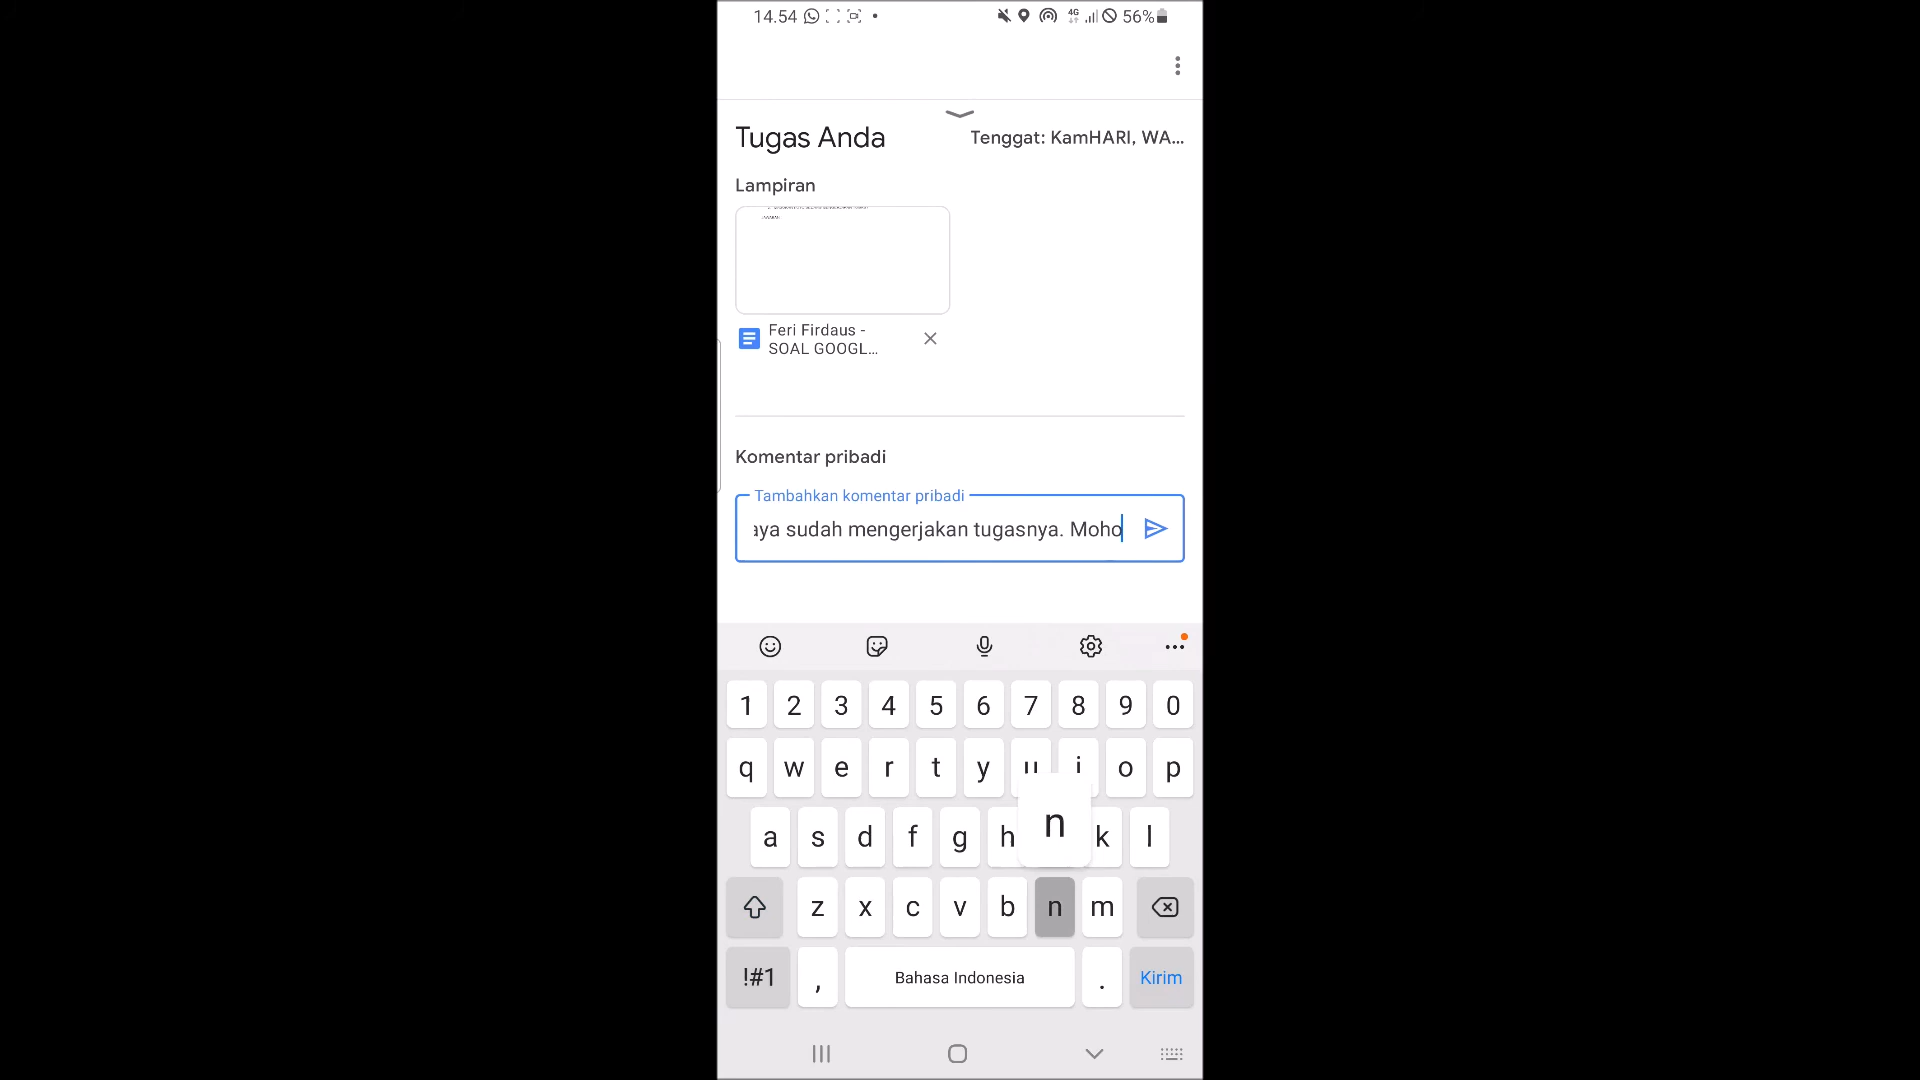 14.54
4G
56%
Tugas Anda
Tenggat: KamHARI, WA...
Lampiran
Feri Firdaus -
SOAL GOOGL...
Komentar pribadi
Tambahkan komentar pribadi
aya sudah mengerjakan tugasnya. Moho
1 2 3 4 5 6 7 8 9 0
q w e r t y u i o p
a s d f g h n k l
z x c v b n m
!#1 , Bahasa Indonesia . Kirim